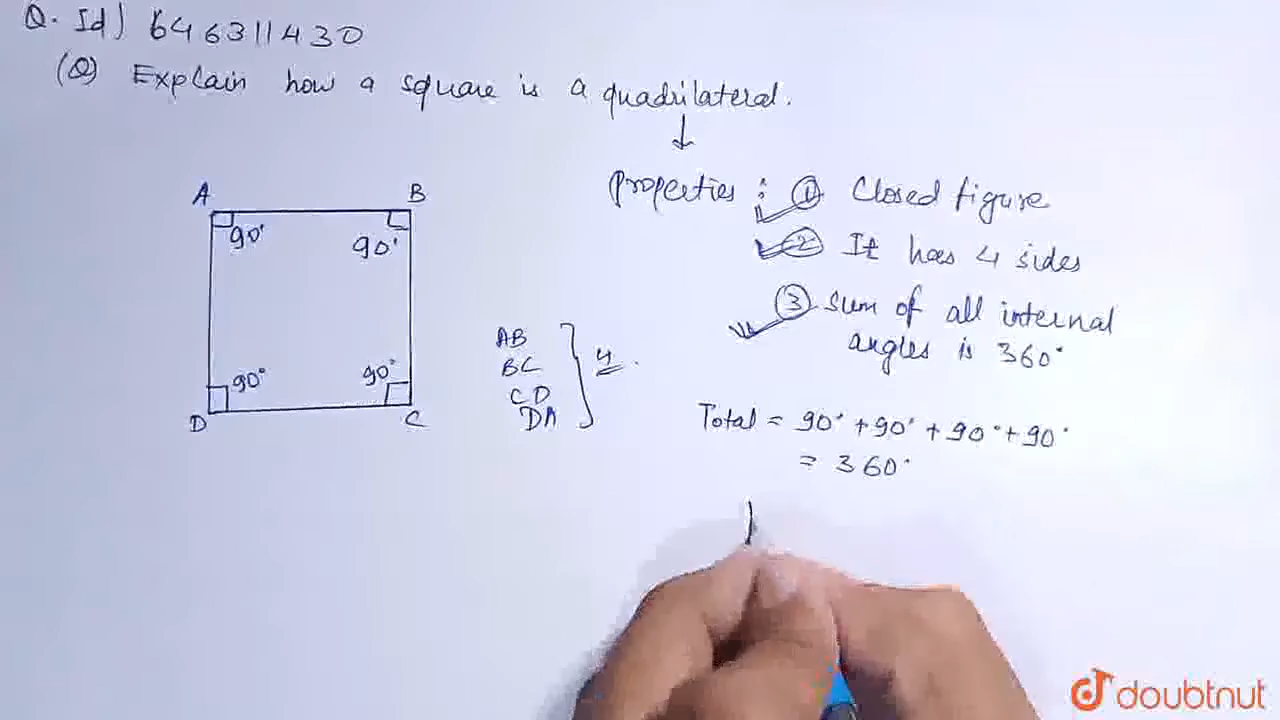 Q. Id) 646311430
(Q) Explain how a square is a quadrilateral.
Properties : ① Closed figure
② It has 4 sides
③ Sum of all internal
angles is 360°
A
B
90°
90°
90°
90°
D
C
AB
BC
CD
DA
4
Total = 90° + 90° + 90° + 90°
= 360°
doubtnut